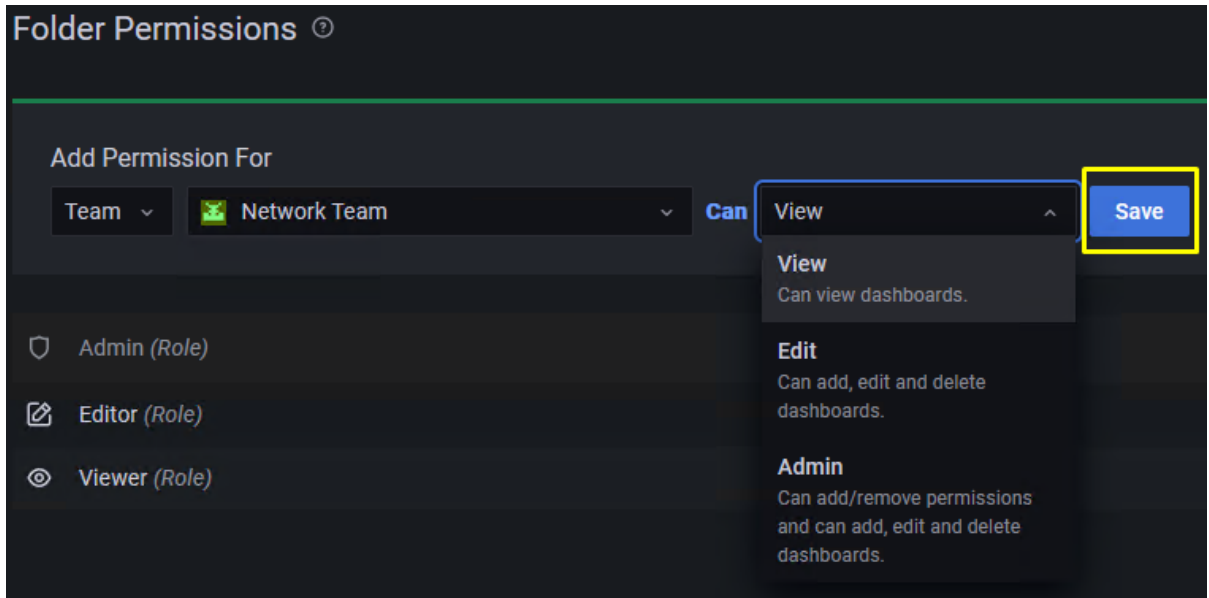 Folder Permissions
Add Permission For
Team Network Team Can View Save
View
Can view dashboards.
Edit
Can add, edit and delete
dashboards.
Admin
Can add/remove permissions
and can add, edit and delete
dashboards.
Admin (Role)
Editor (Role)
Viewer (Role)